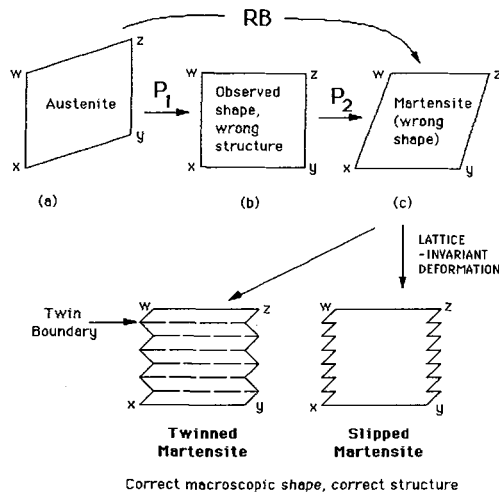 RB
w
z
Austenite
x
y
P1
w
z
Observed
shape,
wrong
structure
x
y
P2
w
z
Martensite
(wrong
shape)
x
y
(a)
(b)
(c)
LATTICE
-INVARIANT
DEFORMATION
Twin
Boundary
w
z
x
y
Twinned
Martensite
w
z
x
y
Slipped
Martensite
Correct macroscopic shape, correct structure